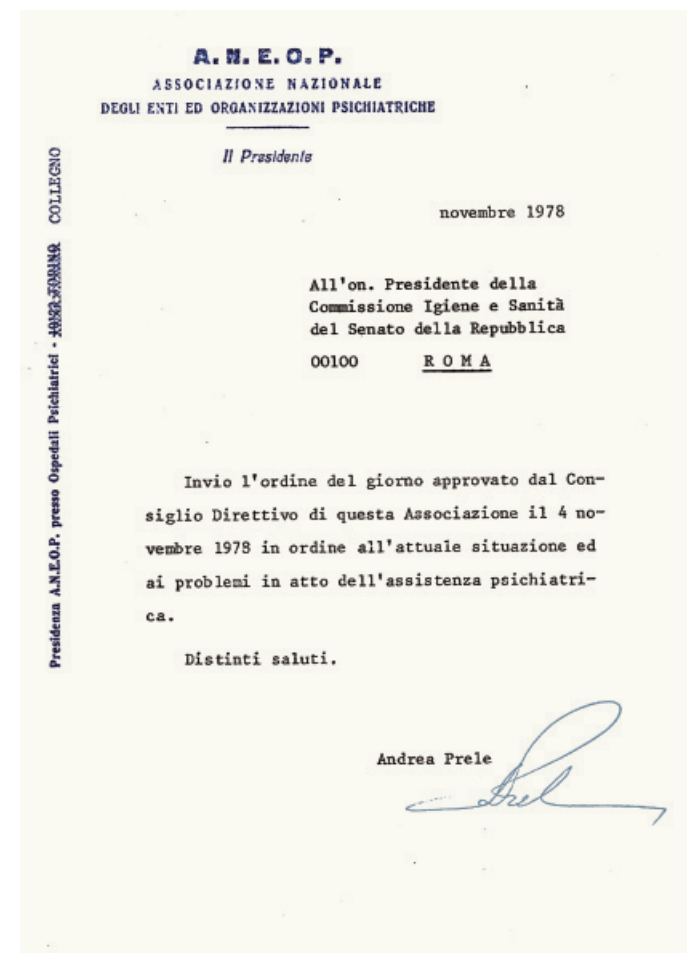 A. N. E. O. P.
ASSOCIAZIONE NAZIONALE
DEGLI ENTI ED ORGANIZZAZIONI PSICHIATRICHE
Il Presidente
Presidenza A.N.E.O.P. presso Ospedali Psichiatrici - COLLEGNO
novembre 1978
All'on. Presidente della
Commissione Igiene e Sanità
del Senato della Repubblica
00100 R O M A
Invio l'ordine del giorno approvato dal Con-
siglio Direttivo di questa Associazione il 4 no-
vembre 1978 in ordine all'attuale situazione ed
ai problemi in atto dell'assistenza psichiatri-
ca.
Distinti saluti.
Andrea Prele
Prel